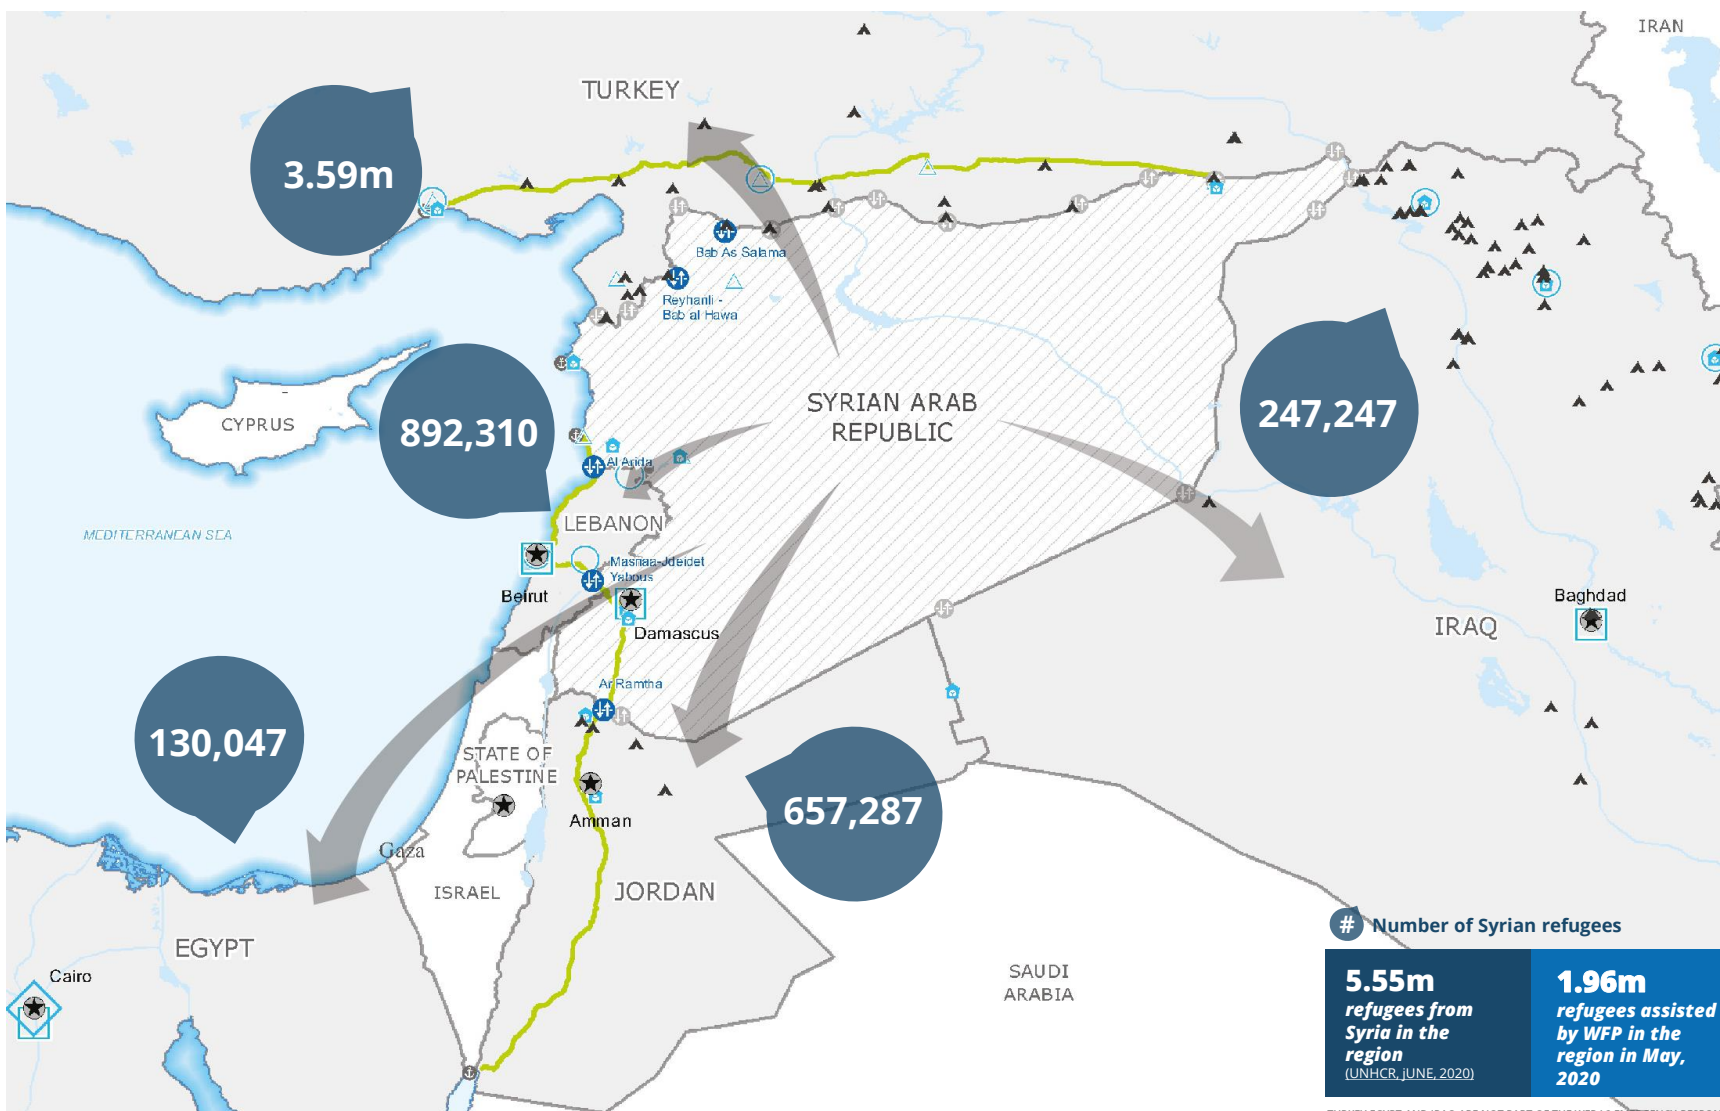 IRAN
TURKEY
3.59m
Bab As Salama
Reyhanli -
Bab al Hawa
247,247
SYRIAN ARAB
REPUBLIC
CYPRUS
892,310
Al Arida
LEBANON
MEDITERRANEAN SEA
Masnaa-Jdeidet
Yabous
Beirut
Baghdad
Damascus
IRAQ
Ar Ramtha
130,047
STATE OF
PALESTINE
657,287
Amman
Gaza
ISRAEL
JORDAN
EGYPT
# Number of Syrian refugees
Cairo
SAUDI
ARABIA
5.55m
refugees from
Syria in the
region
(UNHCR, jUNE, 2020)
1.96m
refugees assisted
by WFP in the
region in May,
2020